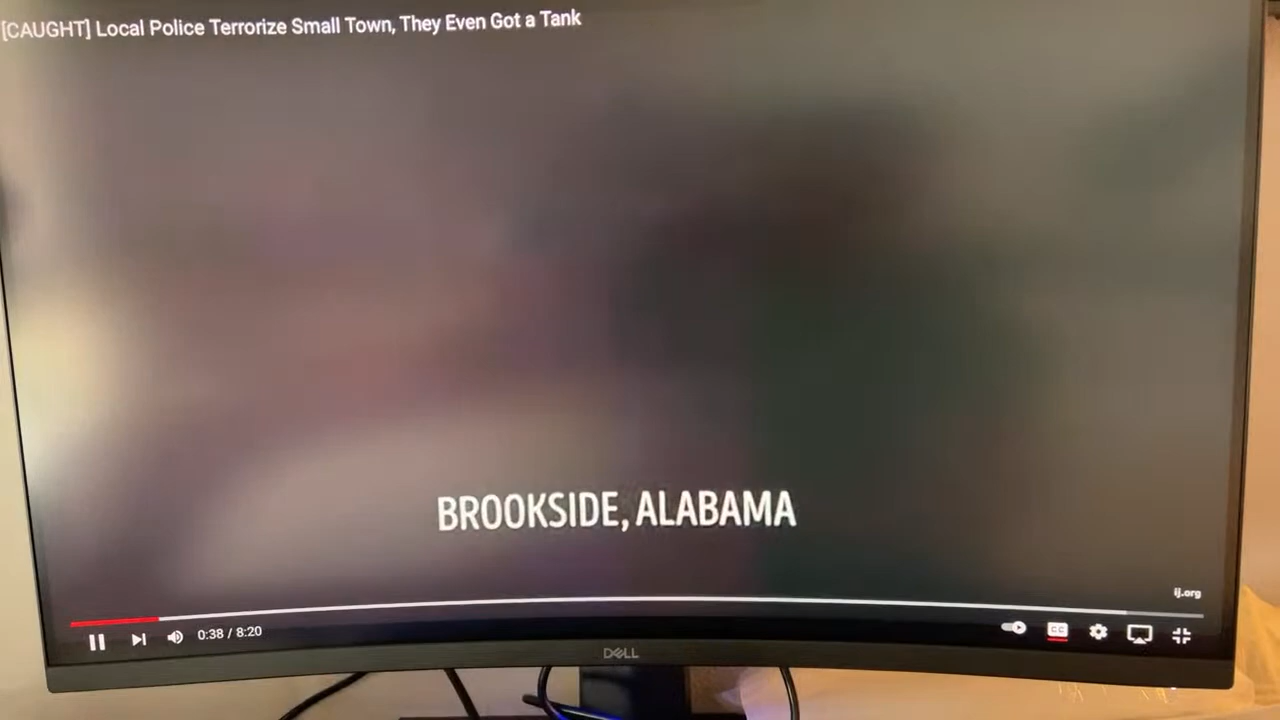 [CAUGHT] Local Police Terrorize Small Town, They Even Got a Tank
BROOKSIDE, ALABAMA
ij.org
0:38 / 8:20
CC
DELL